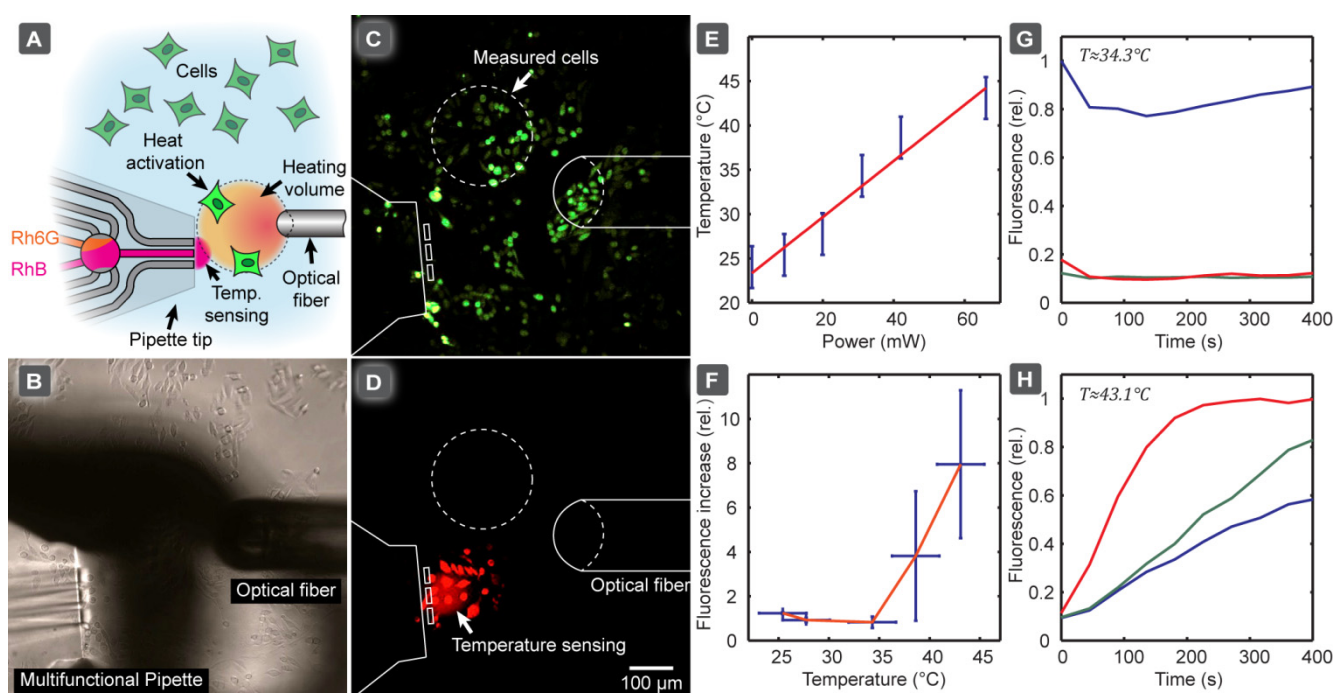 A
Cells
Heat
activation
Heating
volume
Rh6G
RhB
Temp.
sensing
Optical
fiber
Pipette tip
B
Optical fiber
Multifunctional Pipette
C
Measured cells
D
Optical fiber
Temperature sensing
100 µm
E
Temperature (°C)
45
40
35
30
25
20
0 20 40 60
Power (mW)
F
Fluorescence increase (rel.)
10
8
6
4
2
0
25 30 35 40 45
Temperature (°C)
G
T≈34.3°C
Fluorescence (rel.)
1
0.8
0.6
0.4
0.2
0
0 100 200 300 400
Time (s)
H
T≈43.1°C
Fluorescence (rel.)
1
0.8
0.6
0.4
0.2
0
0 100 200 300 400
Time (s)